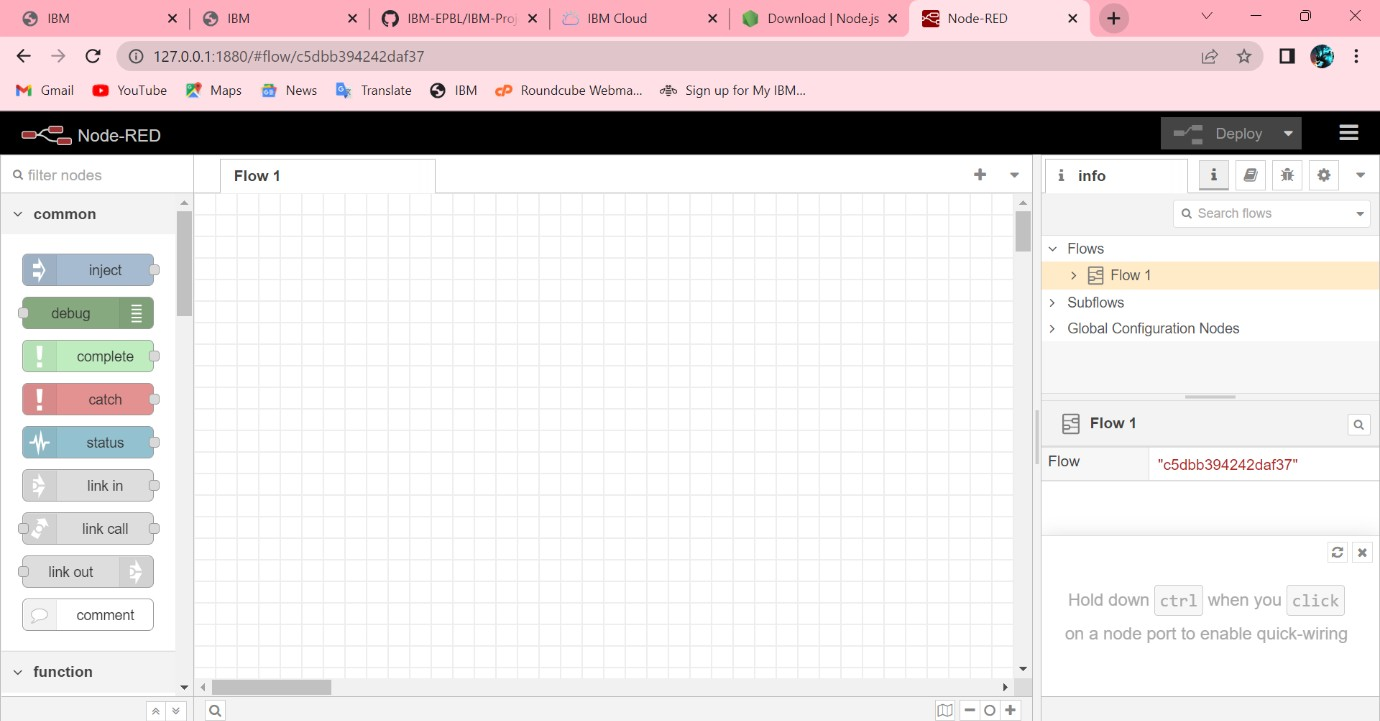 IBM
IBM
IBM-EPBL/IBM-Proj
IBM Cloud
Download | Node.js
Node-RED
127.0.0.1:1880/#flow/c5dbb394242daf37
Gmail
YouTube
Maps
News
Translate
IBM
Roundcube Webma...
Sign up for My IBM...
Node-RED
Deploy
filter nodes
Flow 1
info
common
Search flows
Flows
inject
Flow 1
debug
Subflows
Global Configuration Nodes
complete
catch
Flow 1
status
Flow
"c5dbb394242daf37"
link in
link call
link out
Hold down ctrl when you click
comment
on a node port to enable quick-wiring
function